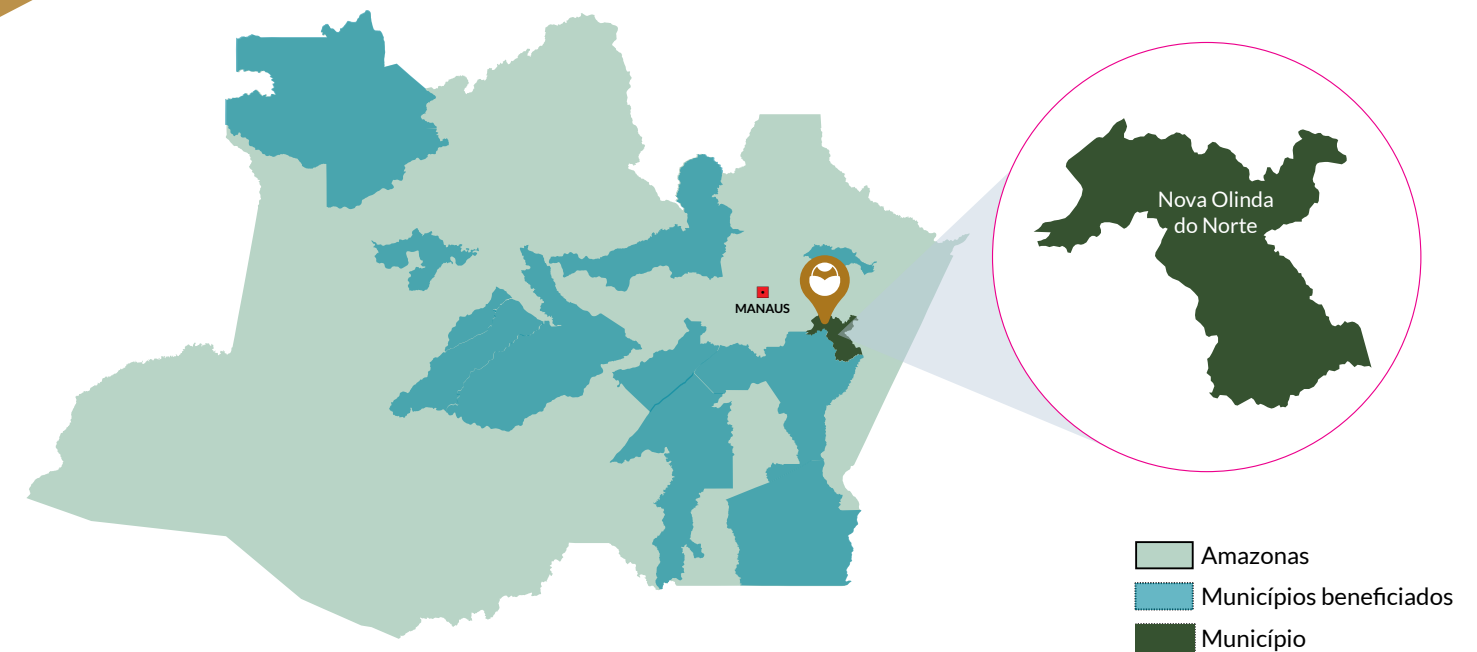 MANAUS
Nova Olinda
do Norte
Amazonas
Municípios beneficiados
Município